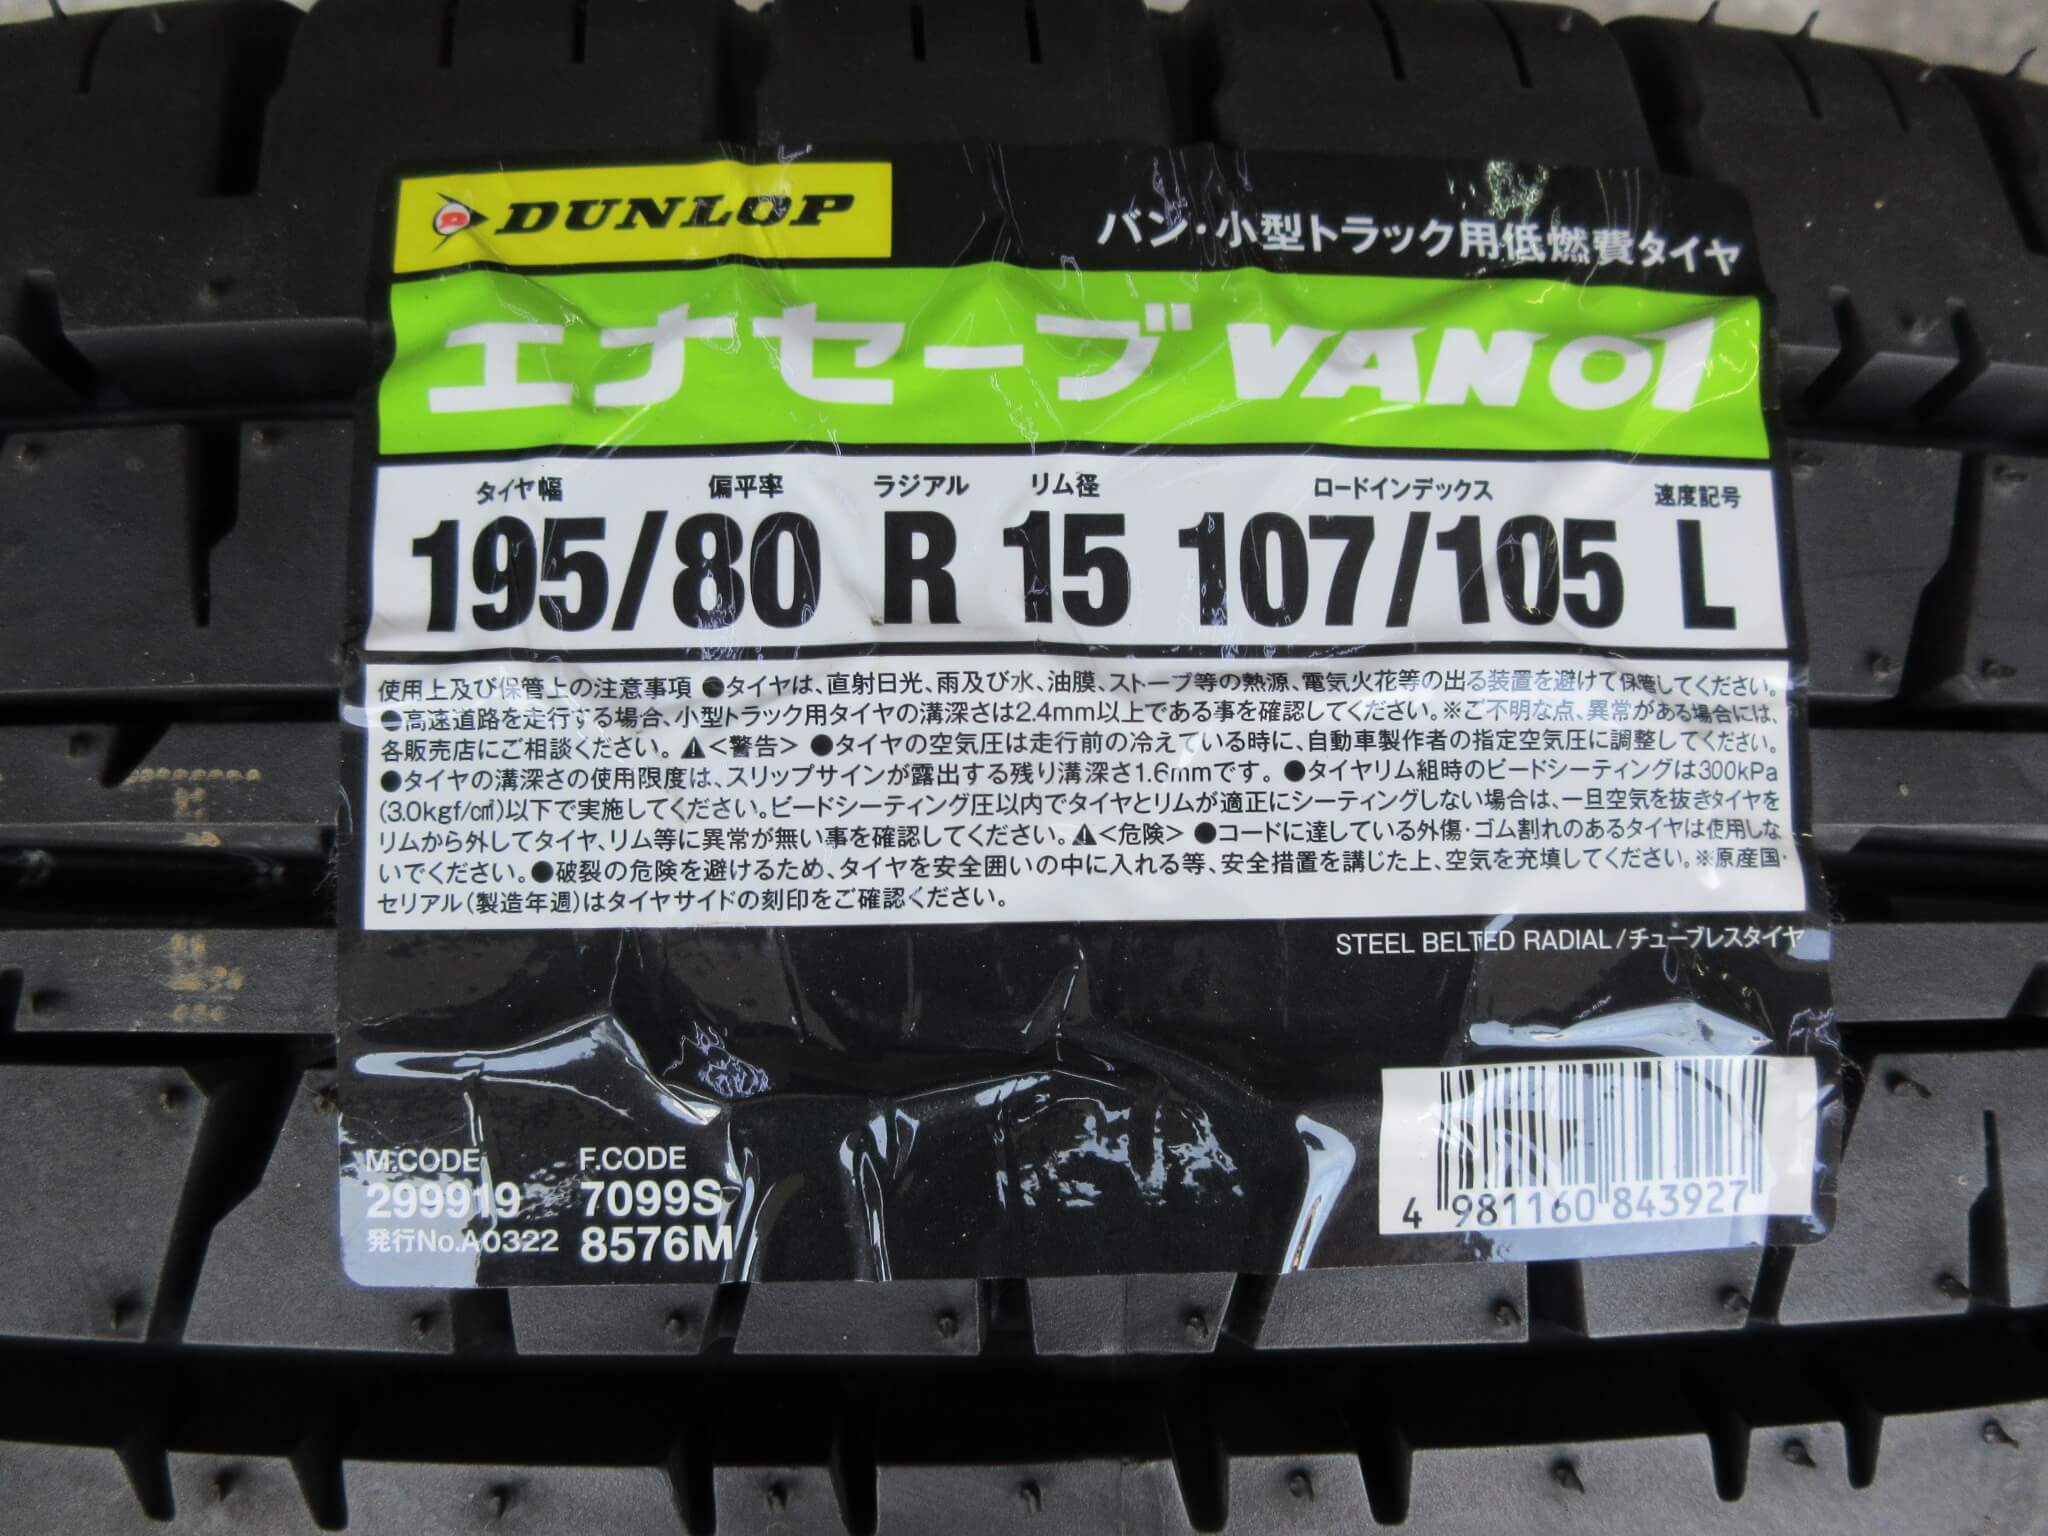 DUNLOP
バン・小型トラック用低燃費タイヤ
エナセーブ VAN01
タイヤ幅 偏平率 ラジアル リム径 ロードインデックス 速度記号
195/80 R 15 107/105 L
使用上及び保管上の注意事項 ●タイヤは、直射日光、雨及び水、油膜、ストーブ等の熱源、電気火花等の出る装置を避けて保管してください。
●高速道路を走行する場合、小型トラック用タイヤの溝深さは2.4mm以上である事を確認してください。※ご不明な点、異常がある場合には、
各販売店にご相談ください。⚠<警告> ●タイヤの空気圧は走行前の冷えている時に、自動車製作者の指定空気圧に調整してください。
●タイヤの溝深さの使用限度は、スリップサインが露出する残り溝深さ1.6mmです。●タイヤリム組時のビードシーティングは300kPa
(3.0kgf/c㎡)以下で実施してください。ビードシーティング圧以内でタイヤとリムが適正にシーティングしない場合は、一旦空気を抜きタイヤを
リムから外してタイヤ、リム等に異常が無い事を確認してください。⚠<危険> ●コードに達している外傷・ゴム割れのあるタイヤは使用しな
いでください。●破裂の危険を避けるため、タイヤを安全囲いの中に入れる等、安全措置を講じた上、空気を充填してください。※原産国・
セリアル(製造年週)はタイヤサイドの刻印をご確認ください。
STEEL BELTED RADIAL/チューブレスタイヤ
M.CODE F.CODE
299919 7099S
発行No.A0322 8576M
4 981160 843927